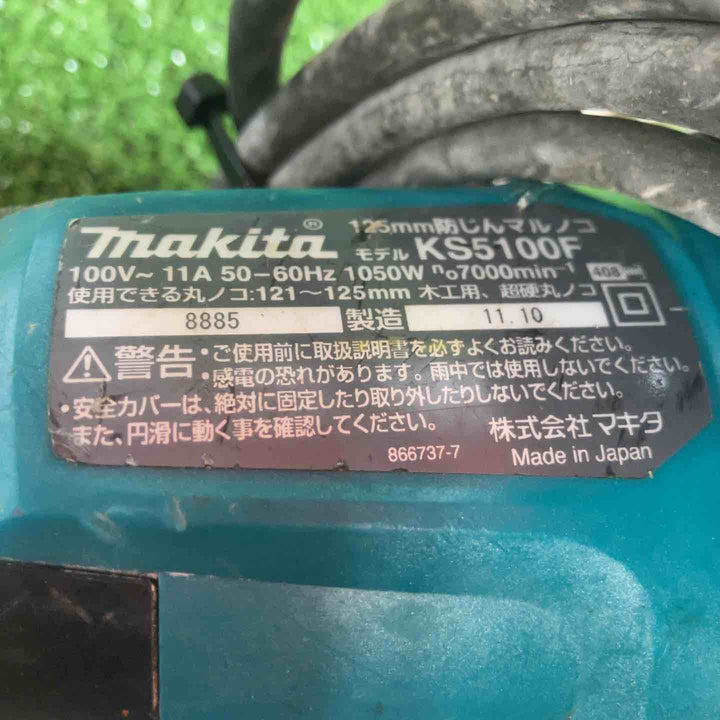 makita® 125mm防じんマルノコ
モデル KS5100F
100V~ 11A 50-60Hz 1050W n₀7000min⁻¹
使用できる丸ノコ:121～125mm 木工用、超硬丸ノコ
8885 製造 11.10
警告 ・ご使用前に取扱説明書を必ずよくお読みください。
・感電の恐れがあります。雨中では使用しないでください。
・安全カバーは、絶対に固定したり取り外したりしないでください。
また、円滑に動く事を確認してください。 株式会社マキタ
866737-7 Made in Japan